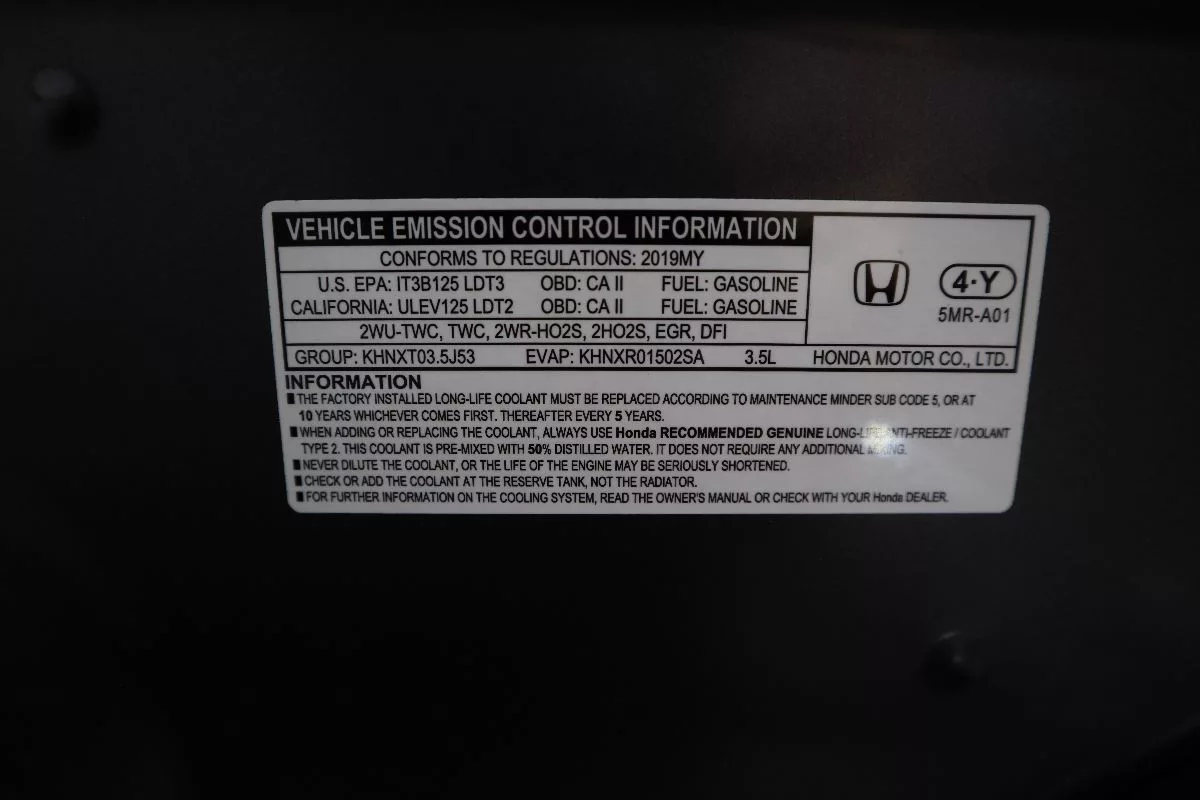 VEHICLE EMISSION CONTROL INFORMATION
CONFORMS TO REGULATIONS: 2019MY
U.S. EPA: IT3B125 LDT3 OBD: CA II FUEL: GASOLINE
CALIFORNIA: ULEV125 LDT2 OBD: CA II FUEL: GASOLINE
2WU-TWC, TWC, 2WR-HO2S, 2HO2S, EGR, DFI
4·Y
5MR-A01
GROUP: KHNXT03.5J53 EVAP: KHNXR01502SA 3.5L HONDA MOTOR CO., LTD.
INFORMATION
■ THE FACTORY INSTALLED LONG-LIFE COOLANT MUST BE REPLACED ACCORDING TO MAINTENANCE MINDER SUB CODE 5, OR AT
10 YEARS WHICHEVER COMES FIRST. THEREAFTER EVERY 5 YEARS.
■ WHEN ADDING OR REPLACING THE COOLANT, ALWAYS USE Honda RECOMMENDED GENUINE LONG-LIFE ANTI-FREEZE / COOLANT
TYPE 2. THIS COOLANT IS PRE-MIXED WITH 50% DISTILLED WATER. IT DOES NOT REQUIRE ANY ADDITIONAL MIXING.
■ NEVER DILUTE THE COOLANT, OR THE LIFE OF THE ENGINE MAY BE SERIOUSLY SHORTENED.
■ CHECK OR ADD THE COOLANT AT THE RESERVE TANK, NOT THE RADIATOR.
■ FOR FURTHER INFORMATION ON THE COOLING SYSTEM, READ THE OWNER'S MANUAL OR CHECK WITH YOUR Honda DEALER.